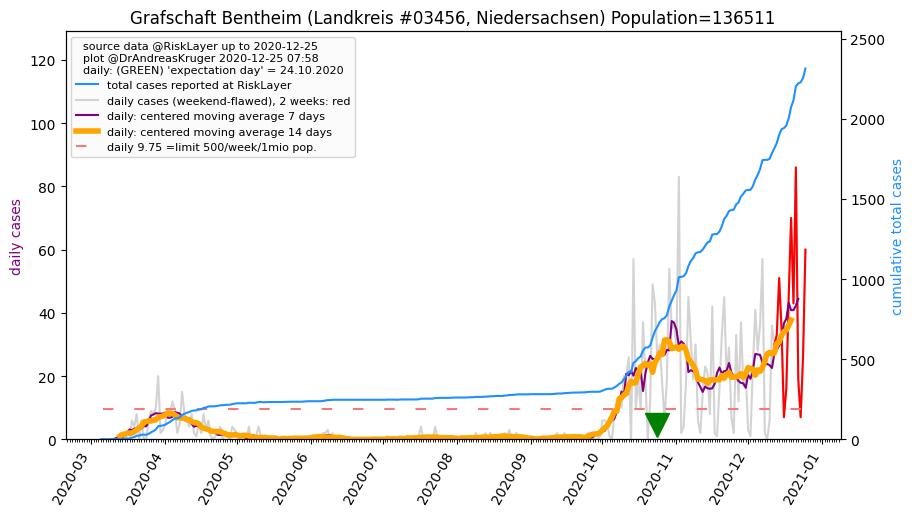 Grafschaft Bentheim (Landkreis #03456, Niedersachsen) Population=136511
source data @RiskLayer up to 2020-12-25
plot @DrAndreasKruger 2020-12-25 07:58
daily: (GREEN) 'expectation day' = 24.10.2020
total cases reported at RiskLayer
daily cases (weekend-flawed), 2 weeks: red
daily: centered moving average 7 days
daily: centered moving average 14 days
daily 9.75 =limit 500/week/1mio pop.
daily cases
120
100
80
60
40
20
0
cumulative total cases
2500
2000
1500
1000
500
0
2020-03
2020-04
2020-05
2020-06
2020-07
2020-08
2020-09
2020-10
2020-11
2020-12
2021-01